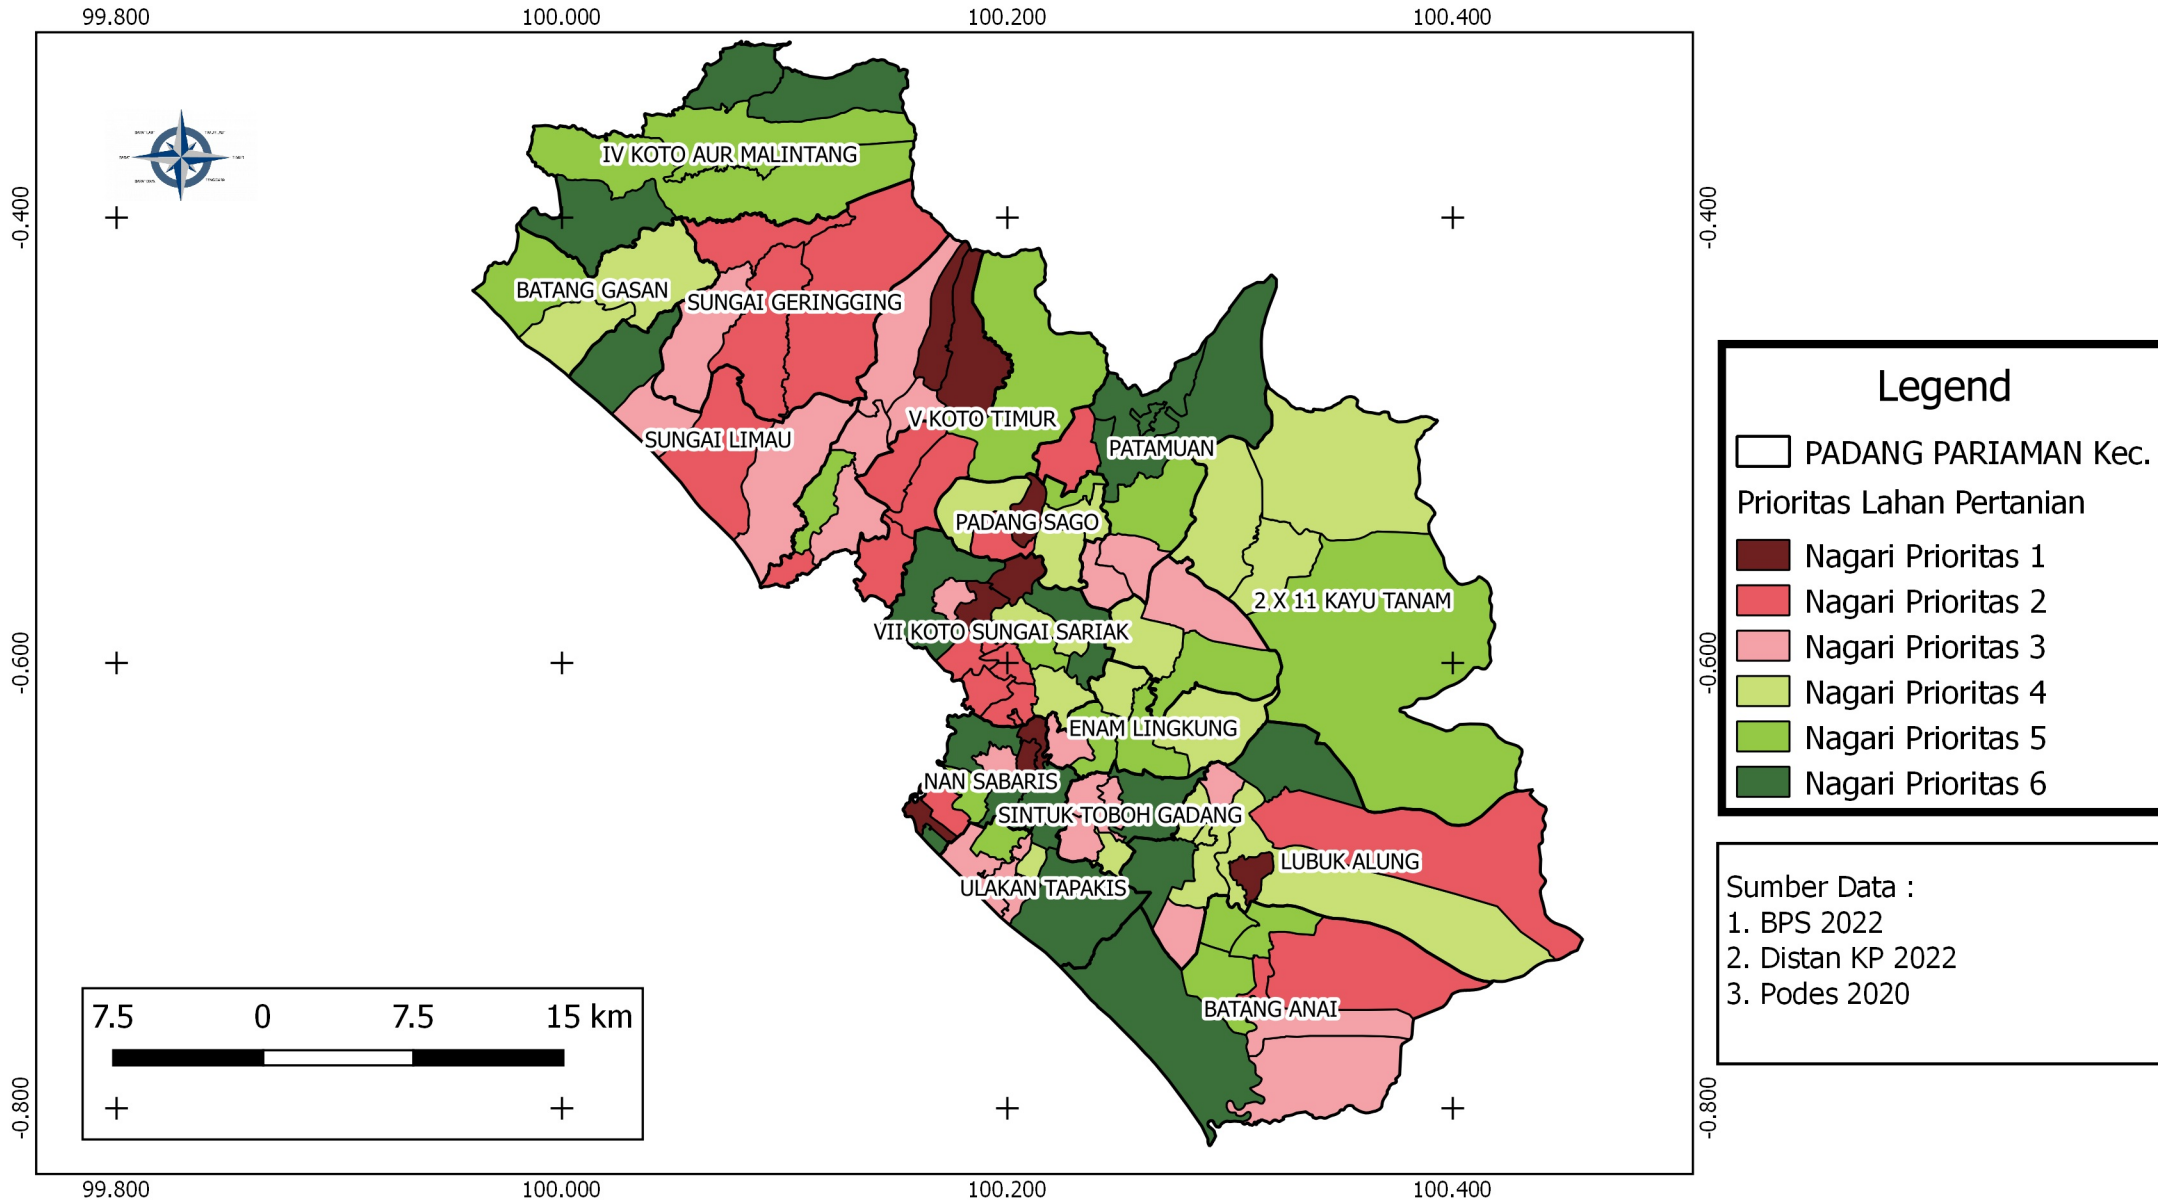 99.800 100.000 100.200 100.400
-0.400 -0.400
-0.600 -0.600
-0.800 -0.800
99.800 100.000 100.200 100.400
IV KOTO AUR MALINTANG
BATANG GASAN
SUNGAI GERINGGING
SUNGAI LIMAU
V KOTO TIMUR
PATAMUAN
PADANG SAGO
2 X 11 KAYU TANAM
VII KOTO SUNGAI SARIAK
ENAM LINGKUNG
NAN SABARIS
SINTUK TOBOH GADANG
LUBUK ALUNG
ULAKAN TAPAKIS
BATANG ANAI
7.5 0 7.5 15 km
Legend
PADANG PARIAMAN Kec.
Prioritas Lahan Pertanian
Nagari Prioritas 1
Nagari Prioritas 2
Nagari Prioritas 3
Nagari Prioritas 4
Nagari Prioritas 5
Nagari Prioritas 6
Sumber Data :
1. BPS 2022
2. Distan KP 2022
3. Podes 2020